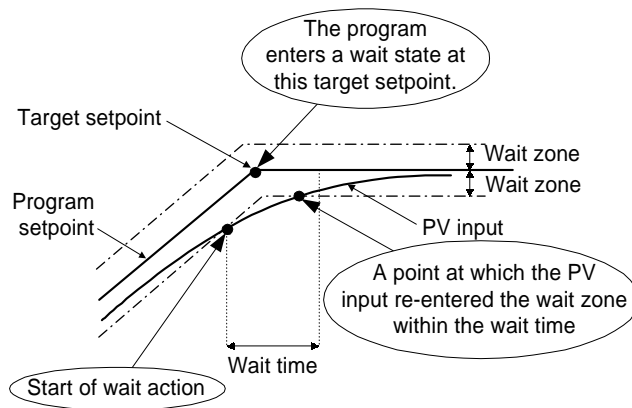 The program
enters a wait state at
this target setpoint.
Target setpoint
Wait zone
Wait zone
Program
setpoint
PV input
A point at which the PV
input re-entered the wait zone
within the wait time
Wait time
Start of wait action